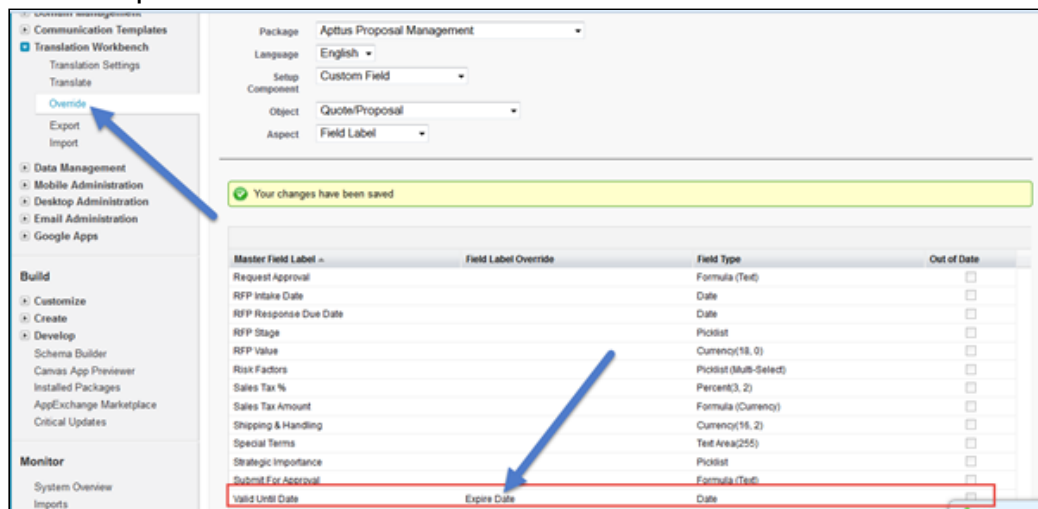 Domain Management
Communication Templates
Translation Workbench
Translation Settings
Translate
Override
Export
Import
Data Management
Mobile Administration
Desktop Administration
Email Administration
Google Apps
Build
Customize
Create
Develop
Schema Builder
Canvas App Previewer
Installed Packages
AppExchange Marketplace
Critical Updates
Monitor
System Overview
Imports
Package Apttus Proposal Management
Language English
Setup Component Custom Field
Object Quote/Proposal
Aspect Field Label
Your changes have been saved
Master Field Label Field Label Override Field Type Out of Date
Request Approval Formula (Text)
RFP Intake Date Date
RFP Response Due Date Date
RFP Stage Picklist
RFP Value Currency(18, 0)
Risk Factors Picklist (Multi-Select)
Sales Tax % Percent(3, 2)
Sales Tax Amount Formula (Currency)
Shipping & Handling Currency(16, 2)
Special Terms Text Area(255)
Strategic Importance Picklist
Submit For Approval Formula (Text)
Valid Until Date Expire Date Date